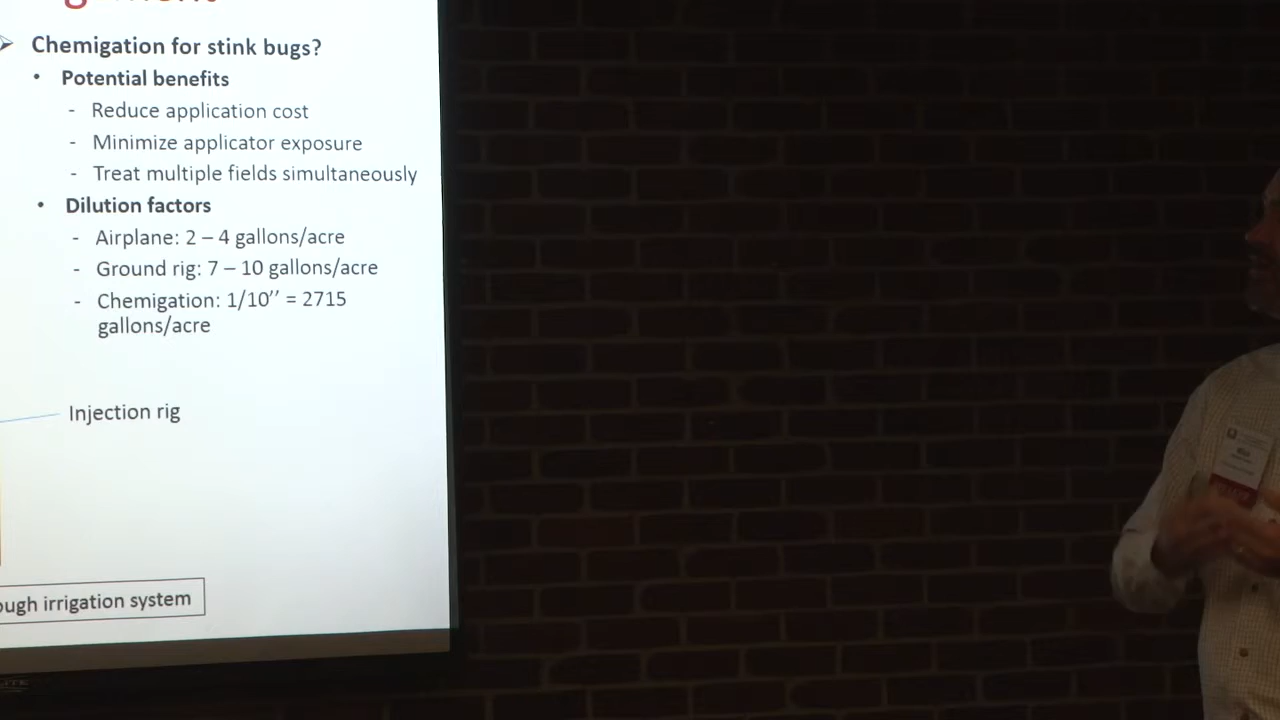 Chemigation for stink bugs?
• Potential benefits
- Reduce application cost
- Minimize applicator exposure
- Treat multiple fields simultaneously
• Dilution factors
- Airplane: 2 – 4 gallons/acre
- Ground rig: 7 – 10 gallons/acre
- Chemigation: 1/10’’ = 2715
gallons/acre
Injection rig
irrigation system